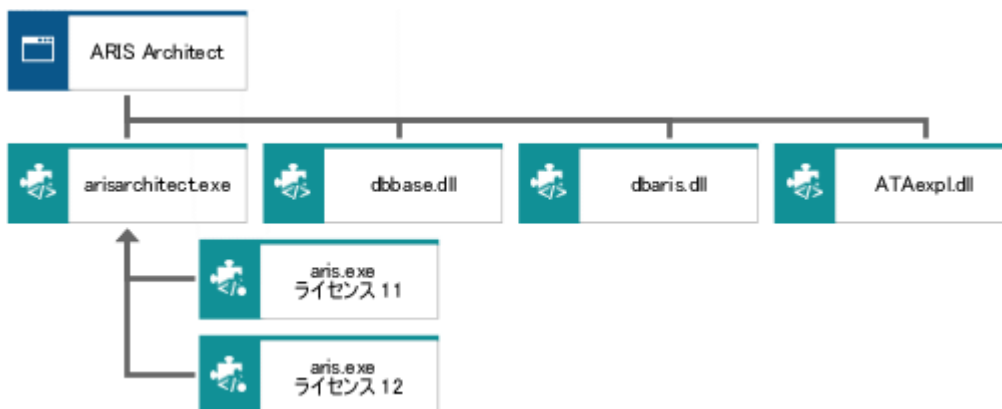 ARIS Architect
arisarchitect.exe
dbbase.dll
dbaris.dll
ATAexpl.dll
aris.exe
ライセンス 11
aris.exe
ライセンス 12